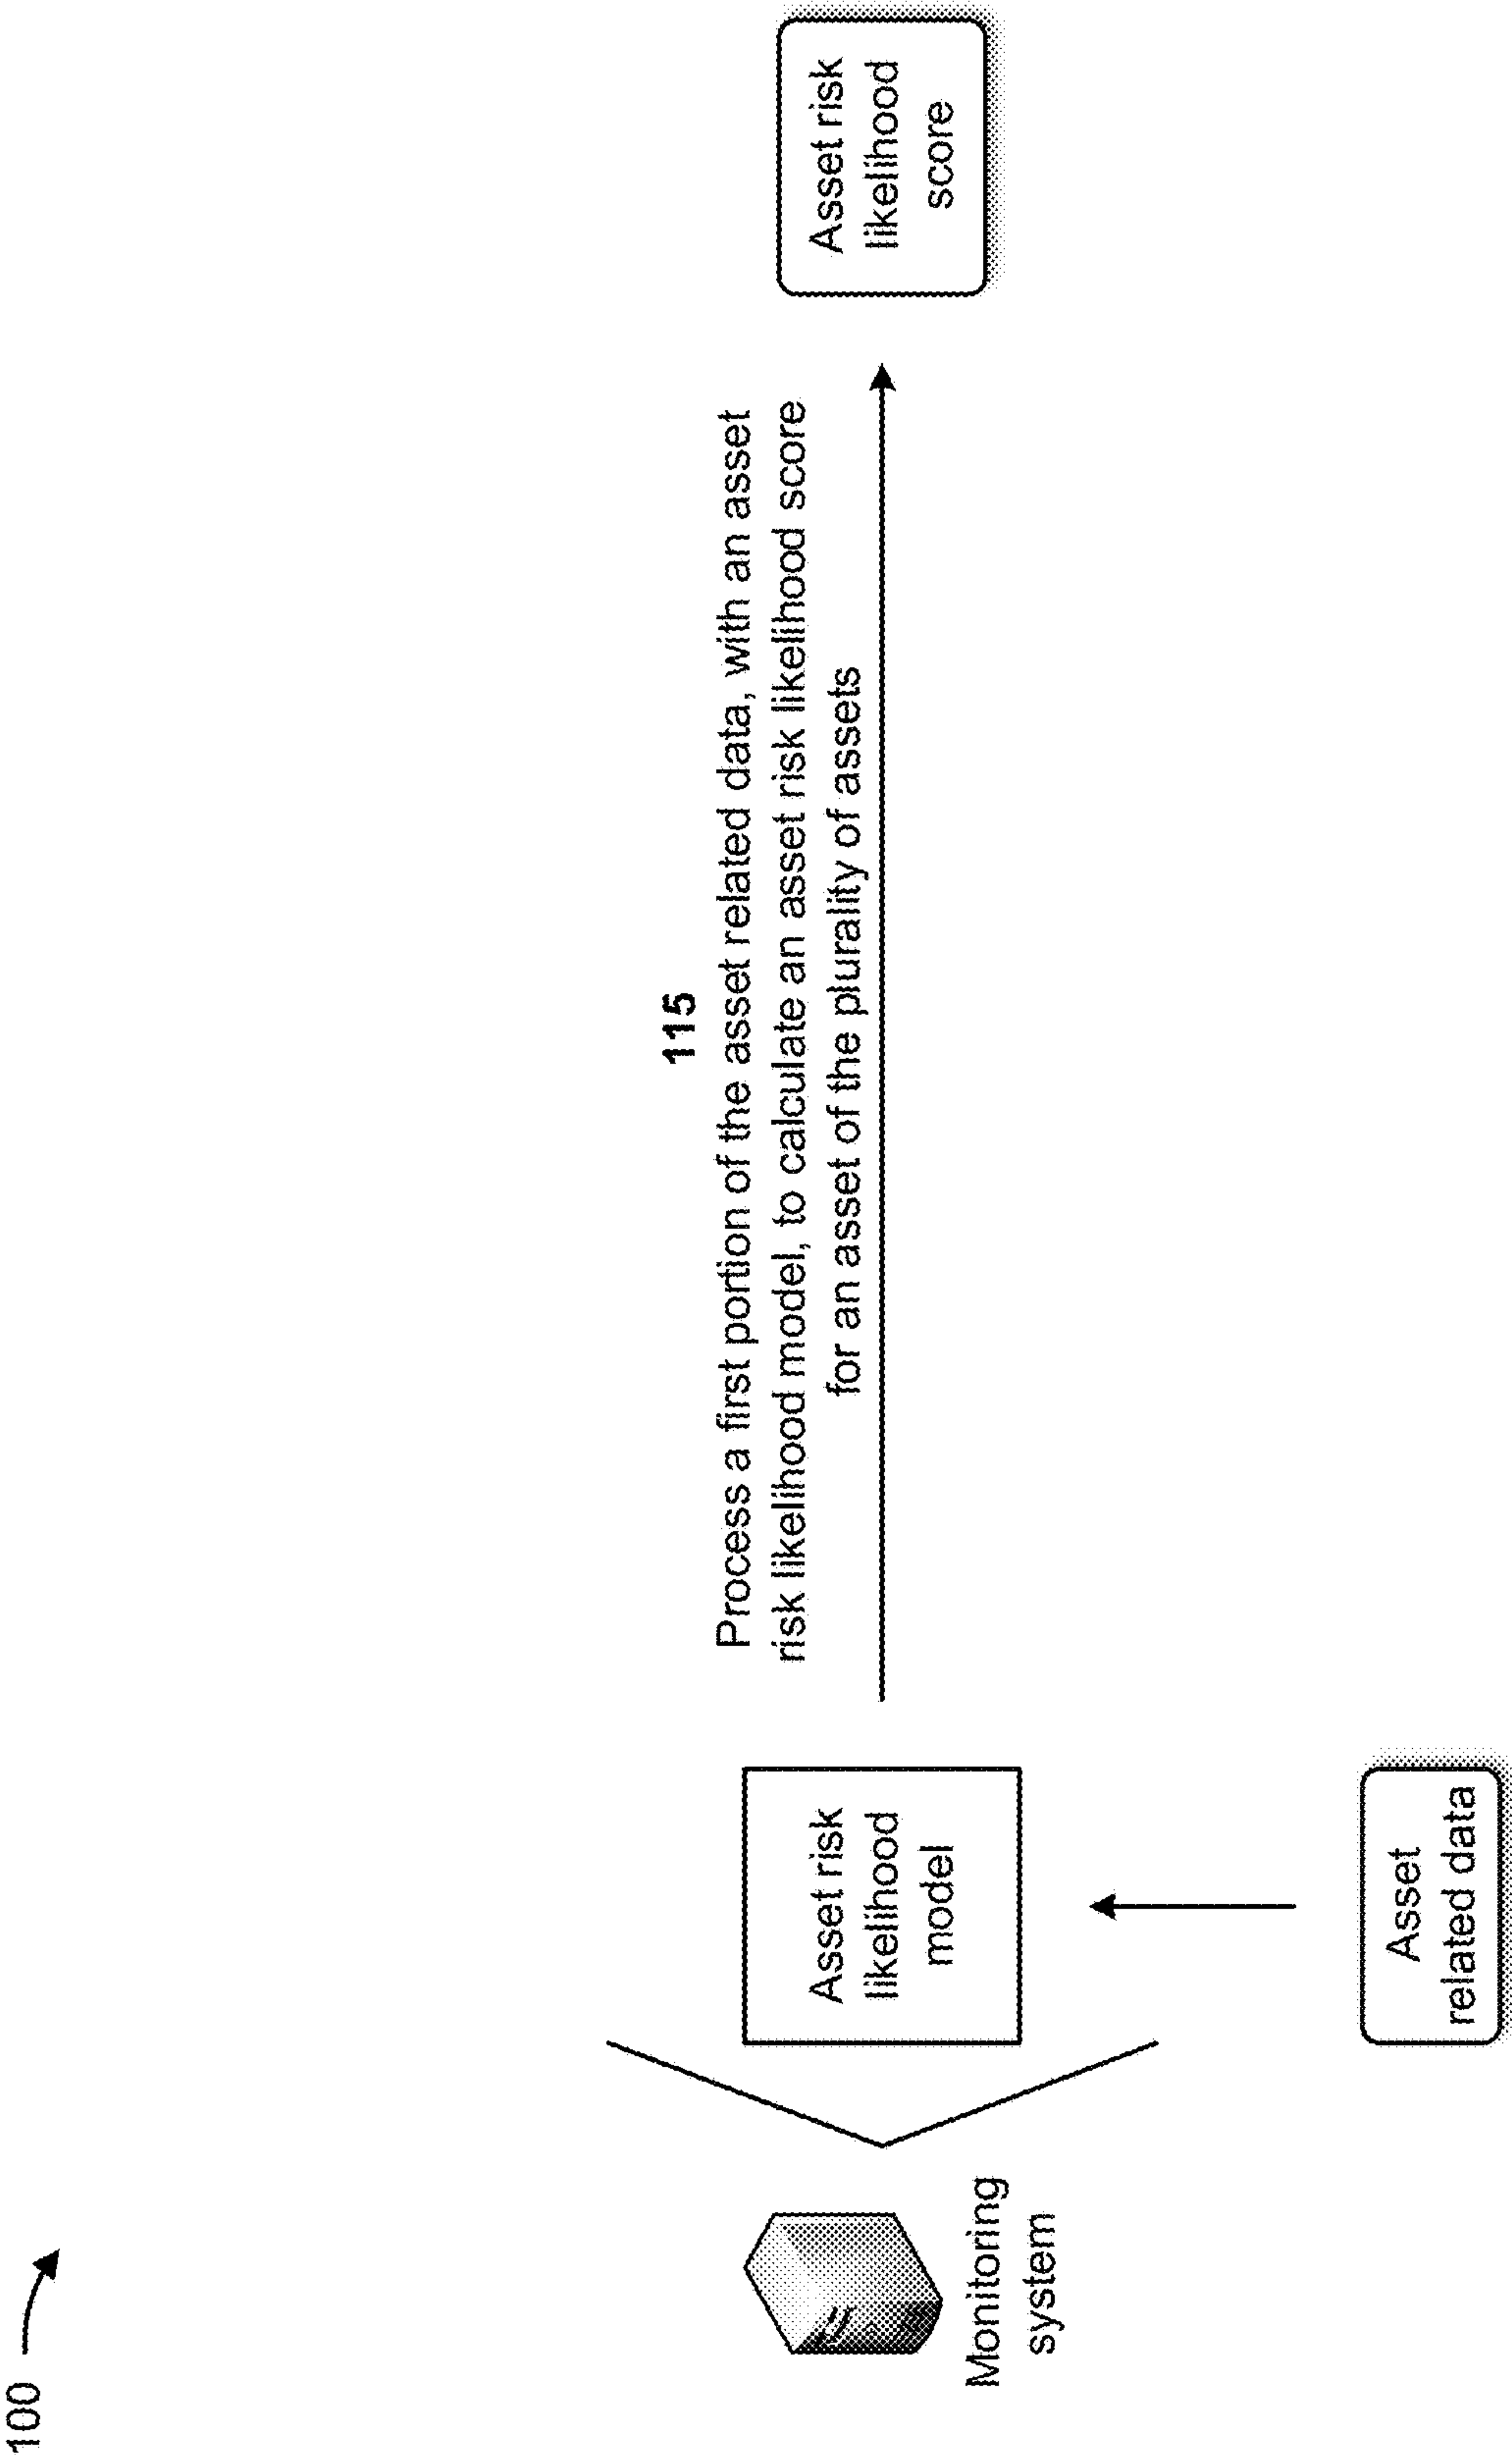 100
115
Process a first portion of the asset related data, with an asset
risk likelihood model, to calculate an asset risk likelihood score
for an asset of the plurality of assets
Monitoring
system
Asset risk
likelihood
model
Asset risk
likelihood
score
Asset
related data